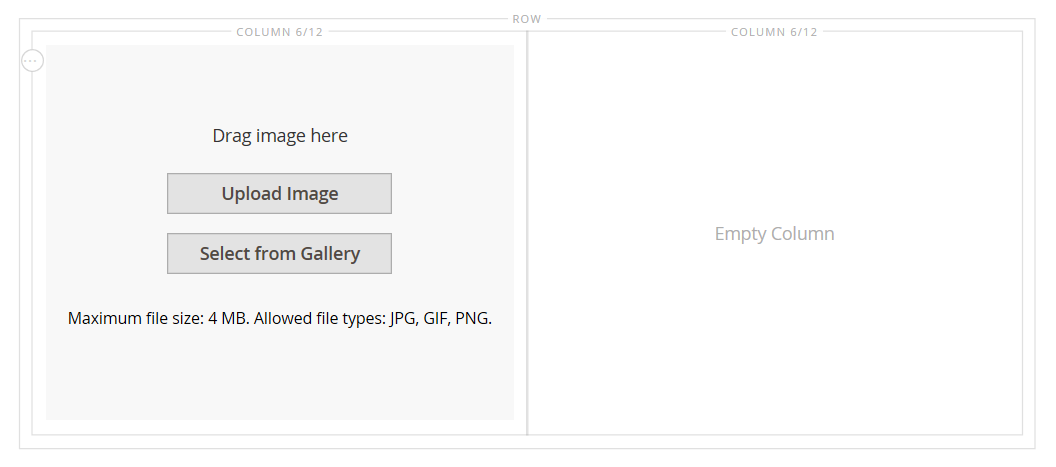 ROW
COLUMN 6/12
COLUMN 6/12
Drag image here
Upload Image
Select from Gallery
Maximum file size: 4 MB. Allowed file types: JPG, GIF, PNG.
Empty Column